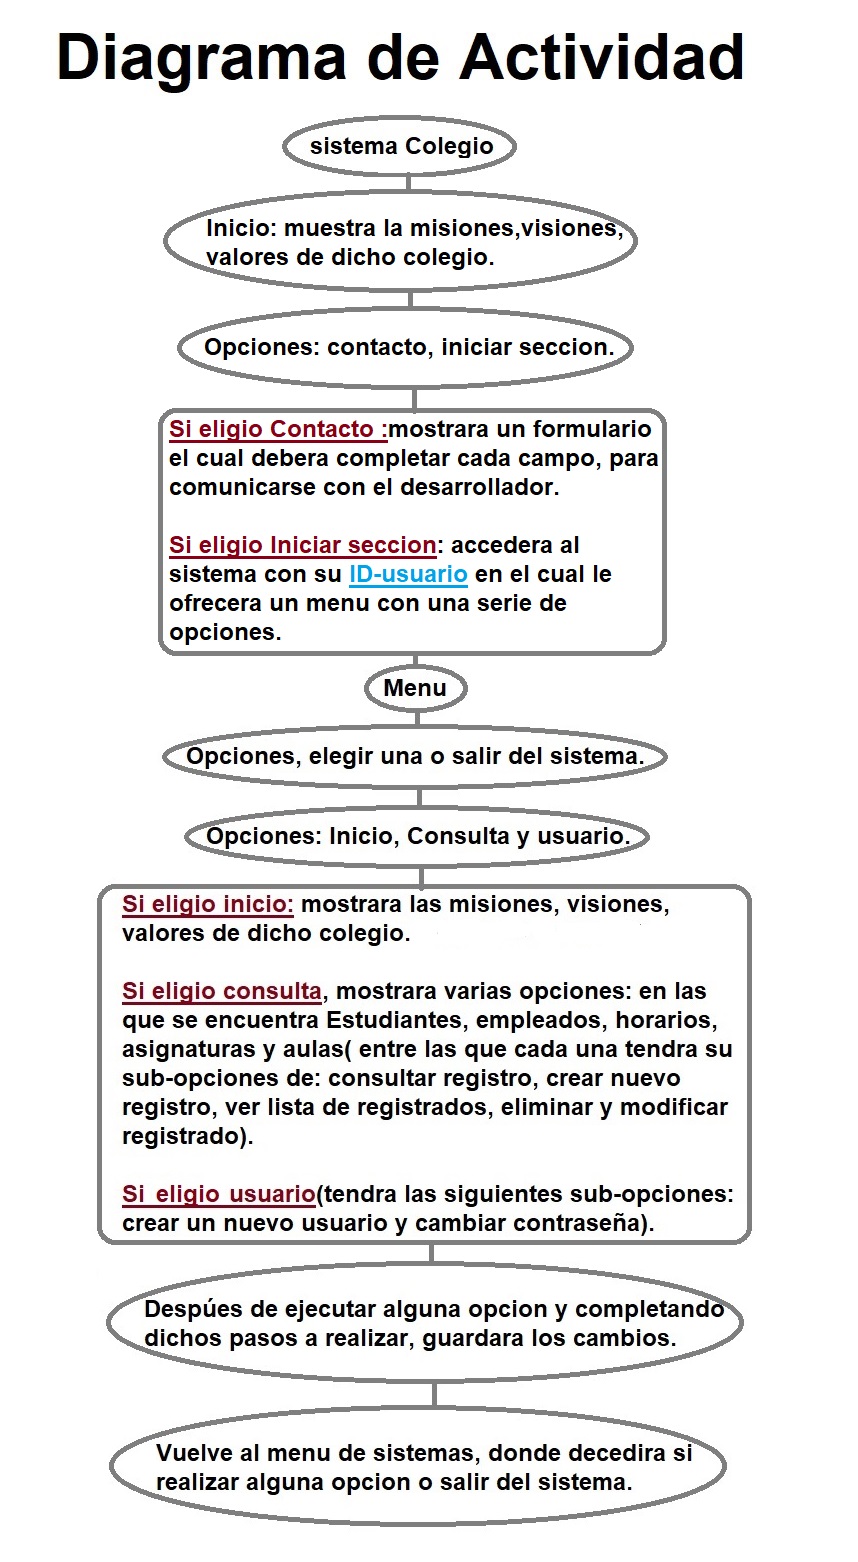 Diagrama de Actividad
sistema Colegio
Inicio: muestra la misiones,visiones,
valores de dicho colegio.
Opciones: contacto, iniciar seccion.
Si eligio Contacto :mostrara un formulario
el cual debera completar cada campo, para
comunicarse con el desarrollador.
Si eligio Iniciar seccion: accedera al
sistema con su ID-usuario en el cual le
ofrecera un menu con una serie de
opciones.
Menu
Opciones, elegir una o salir del sistema.
Opciones: Inicio, Consulta y usuario.
Si eligio inicio: mostrara las misiones, visiones,
valores de dicho colegio.
Si eligio consulta, mostrara varias opciones: en las
que se encuentra Estudiantes, empleados, horarios,
asignaturas y aulas( entre las que cada una tendra su
sub-opciones de: consultar registro, crear nuevo
registro, ver lista de registrados, eliminar y modificar
registrado).
Si eligio usuario(tendra las siguientes sub-opciones:
crear un nuevo usuario y cambiar contraseña).
Despúes de ejecutar alguna opcion y completando
dichos pasos a realizar, guardara los cambios.
Vuelve al menu de sistemas, donde decedira si
realizar alguna opcion o salir del sistema.